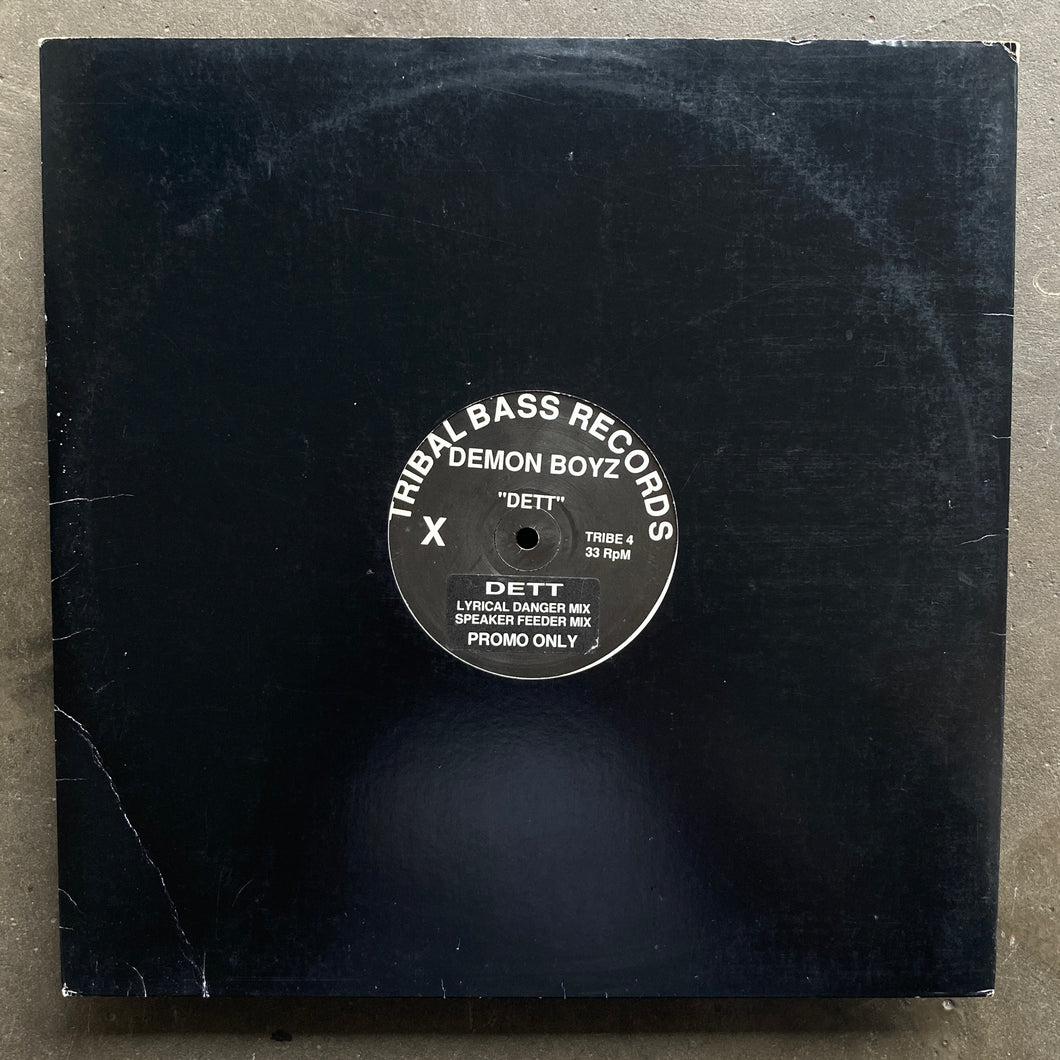 TRIBAL BASS RECORDS
DEMON BOYZ
"DETT"
X
TRIBE 4
33 RpM
DETT
LYRICAL DANGER MIX
SPEAKER FEEDER MIX
PROMO ONLY